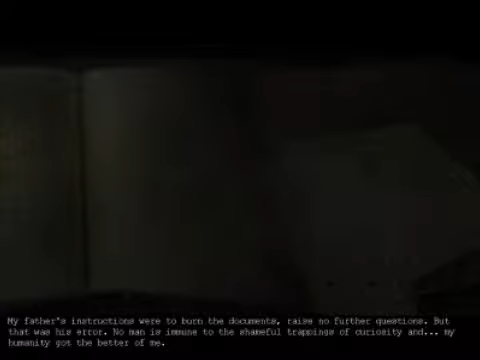 My father's instructions were to burn the documents, raise no further questions. But
that was his error. No man is immune to the shameful trappings of curiosity and... my
humanity got the better of me.